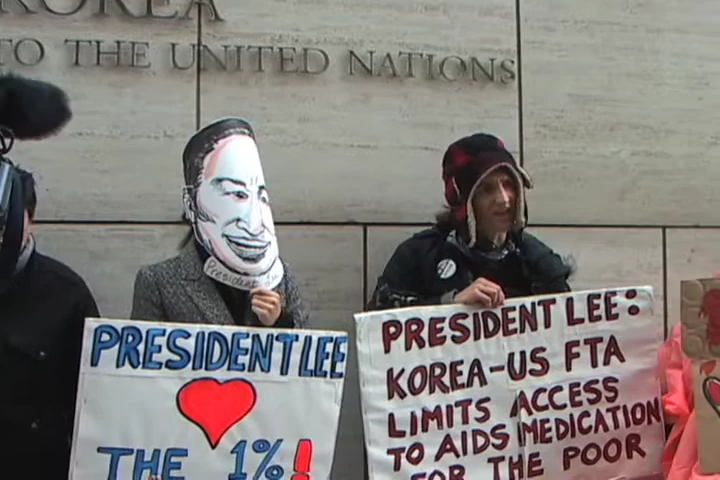 KOREA
TO THE UNITED NATIONS
President Lee
PRESIDENT LEE
THE 1%!
PRESIDENT LEE:
KOREA-US FTA
LIMITS ACCESS
TO AIDS MEDICATION
FOR THE POOR